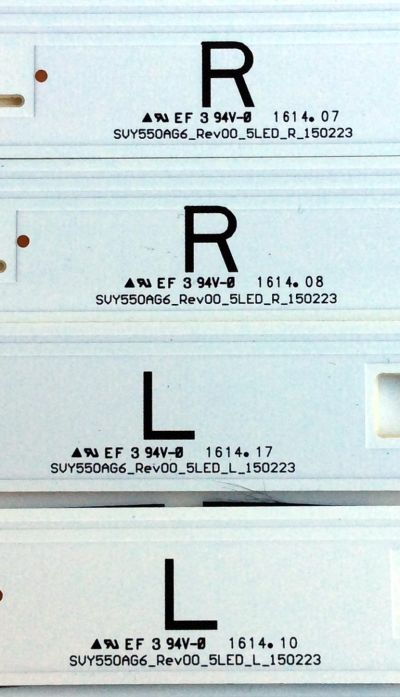 R
EF 3 94V-0 1614.07
SVY550AG6_Rev00_5LED_R_150223
R
EF 3 94V-0 1614.08
SVY550AG6_Rev00_5LED_R_150223
L
EF 3 94V-0 1614.17
SVY550AG6_Rev00_5LED_L_150223
L
EF 3 94V-0 1614.10
SVY550AG6_Rev00_5LED_L_150223